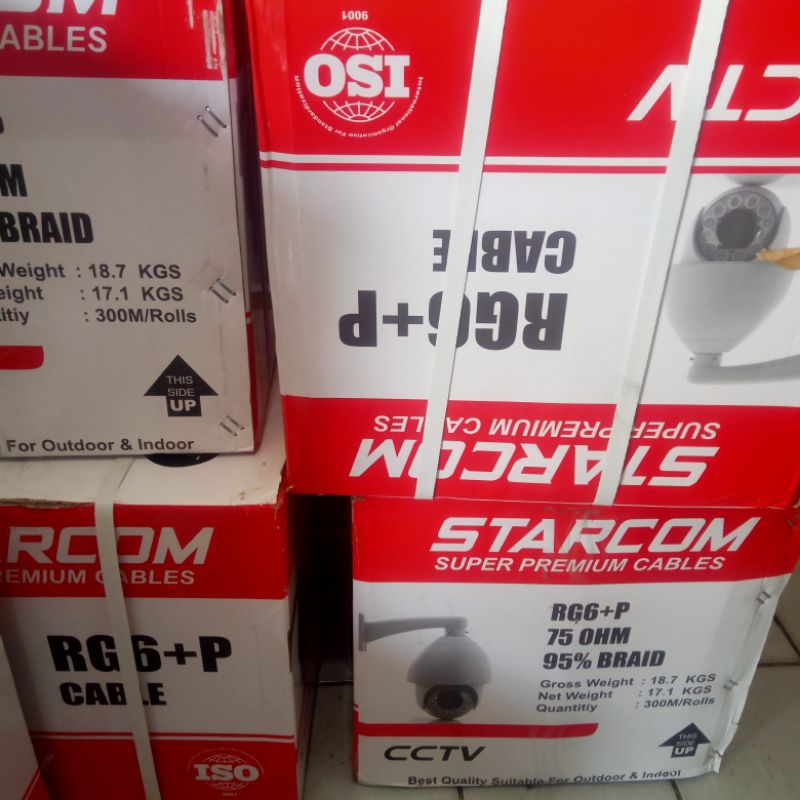 ABLES
M
BRAID
Weight : 18.7 KGS
eight : 17.1 KGS
titiy : 300M/Rolls
THIS
SIDE
UP
For Outdoor & Indoor
9001
ISO
International Organization For Standardization
CCTV
RG6+P
CABLE
STARCOM
SUPER PREMIUM CABLES
ARCOM
REMIUM CABLES
RG6+P
CABLE
ISO
9001
STARCOM
SUPER PREMIUM CABLES
RG6+P
75 OHM
95% BRAID
Gross Weight : 18.7 KGS
Net Weight : 17.1 KGS
Quantitiy : 300M/Rolls
CCTV
THIS
SIDE
UP
Best Quality Suitable For Outdoor & Indoor